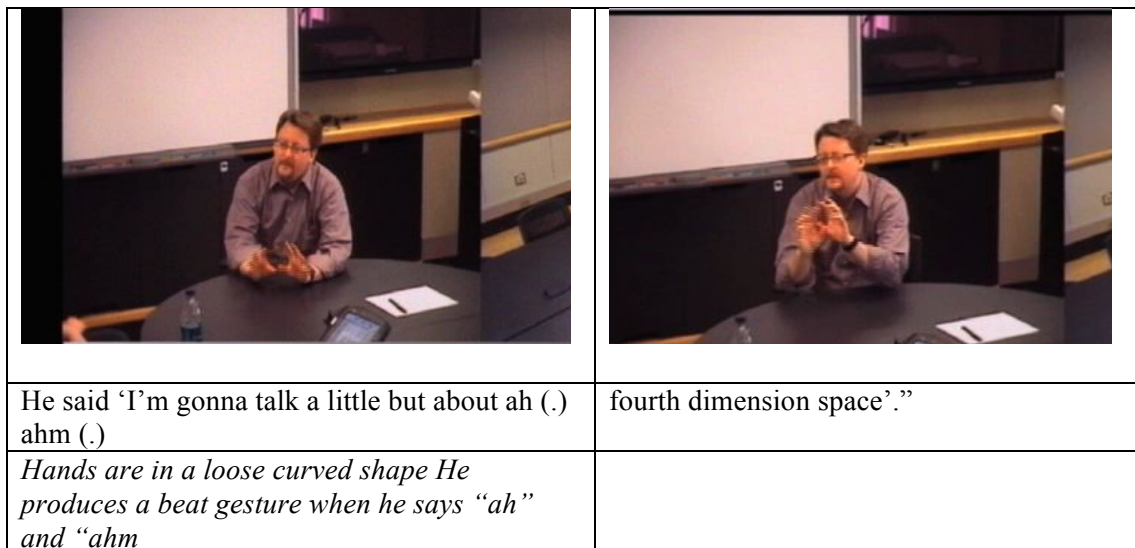 He said ‘I’m gonna talk a little but about ah (.)
ahm (.)
fourth dimension space’.”
Hands are in a loose curved shape He
produces a beat gesture when he says “ah”
and “ahm